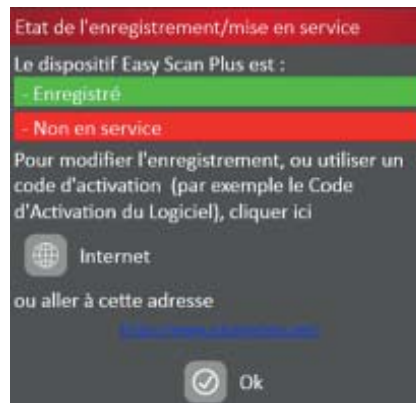 Etat de l'enregistrement/mise en service
Le dispositif Easy Scan Plus est :
- Enregistré
- Non en service
Pour modifier l'enregistrement, ou utiliser un
code d'activation (par exemple le Code
d'Activation du Logiciel), cliquer ici
Internet
ou aller à cette adresse
Ok